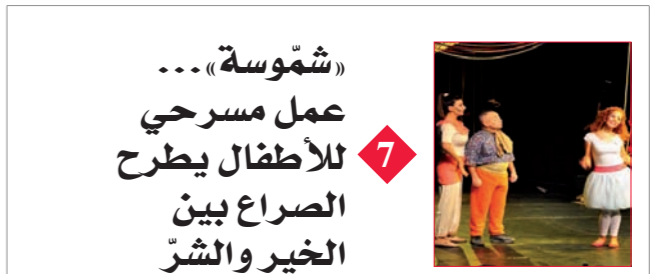 «شمّوسة»...
عمل مسرحي
للأطفال يطرح
الصراع بين
الخير والشرّ
7